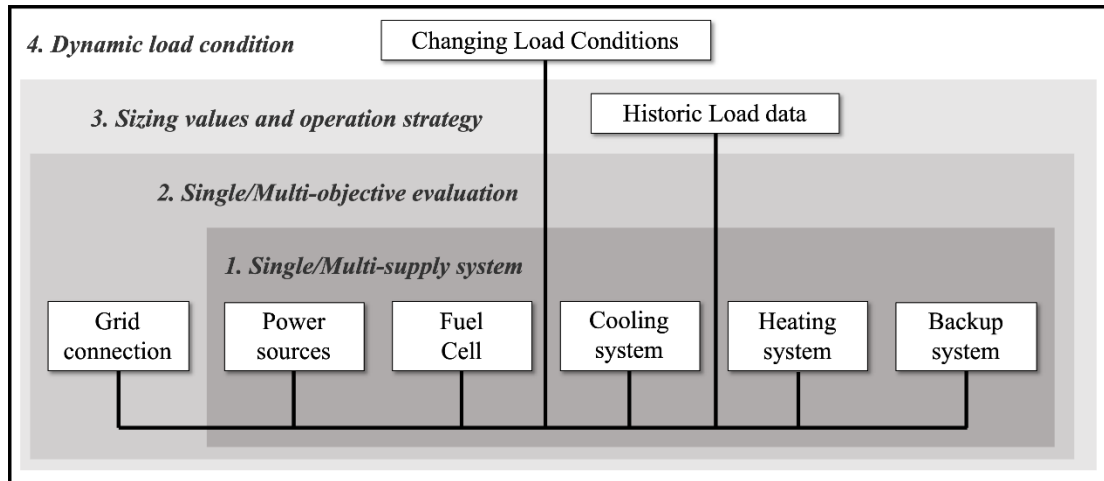 4. Dynamic load condition
Changing Load Conditions
3. Sizing values and operation strategy
Historic Load data
2. Single/Multi-objective evaluation
1. Single/Multi-supply system
Grid
connection
Power
sources
Fuel
Cell
Cooling
system
Heating
system
Backup
system